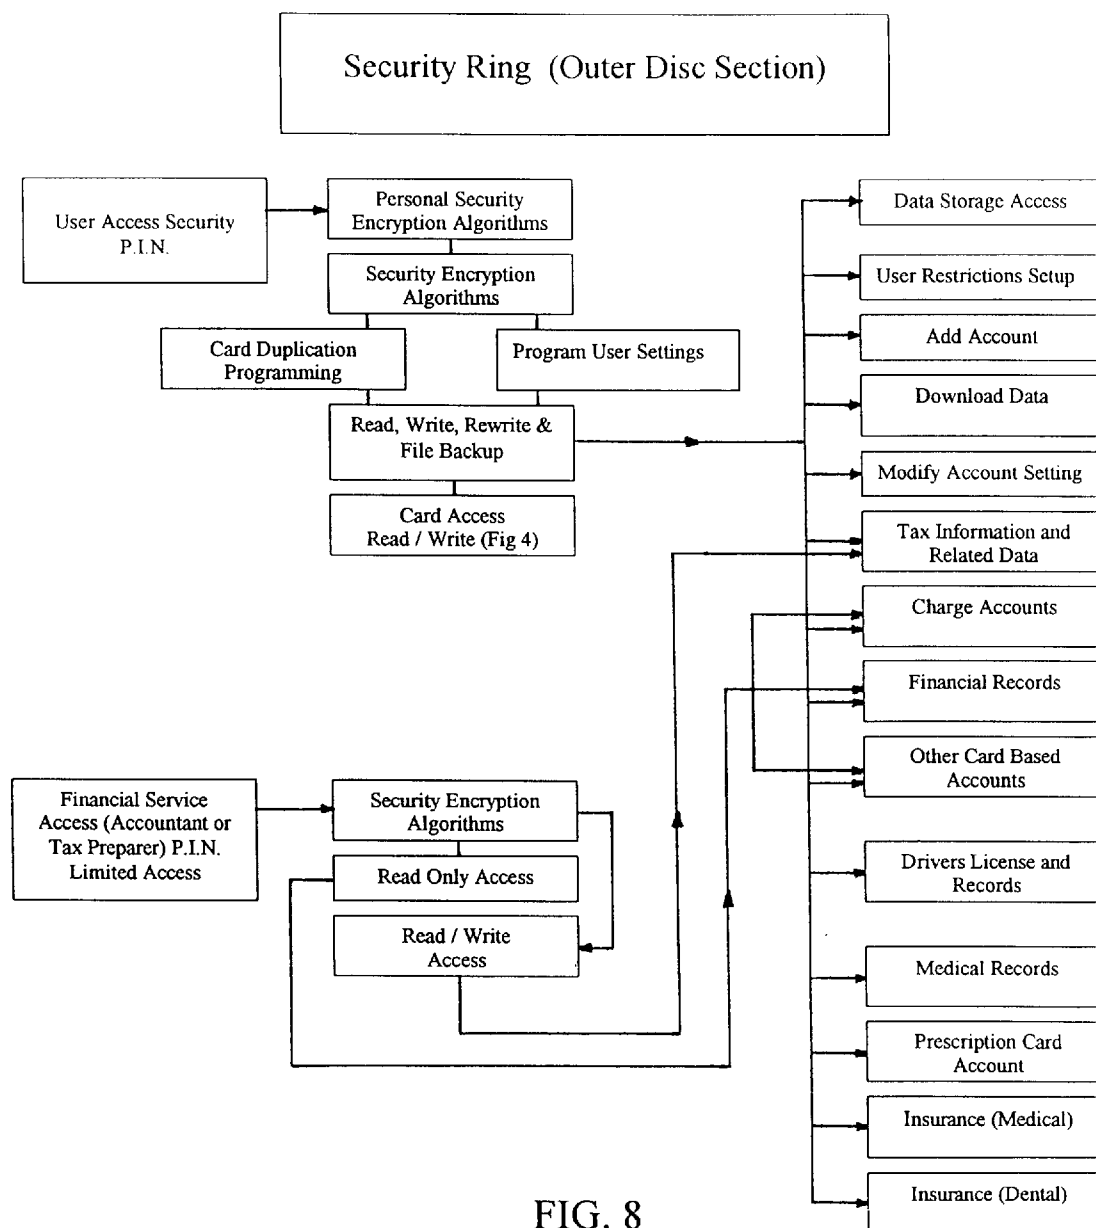 Security Ring (Outer Disc Section)
User Access Security
P.I.N.
Personal Security
Encryption Algorithms
Security Encryption
Algorithms
Card Duplication
Programming
Program User Settings
Read, Write, Rewrite &
File Backup
Card Access
Read / Write (Fig 4)
Data Storage Access
User Restrictions Setup
Add Account
Download Data
Modify Account Setting
Tax Information and
Related Data
Charge Accounts
Financial Records
Other Card Based
Accounts
Drivers License and
Records
Medical Records
Prescription Card
Account
Insurance (Medical)
Insurance (Dental)
Financial Service
Access (Accountant or
Tax Preparer) P.I.N.
Limited Access
Security Encryption
Algorithms
Read Only Access
Read / Write
Access
FIG. 8